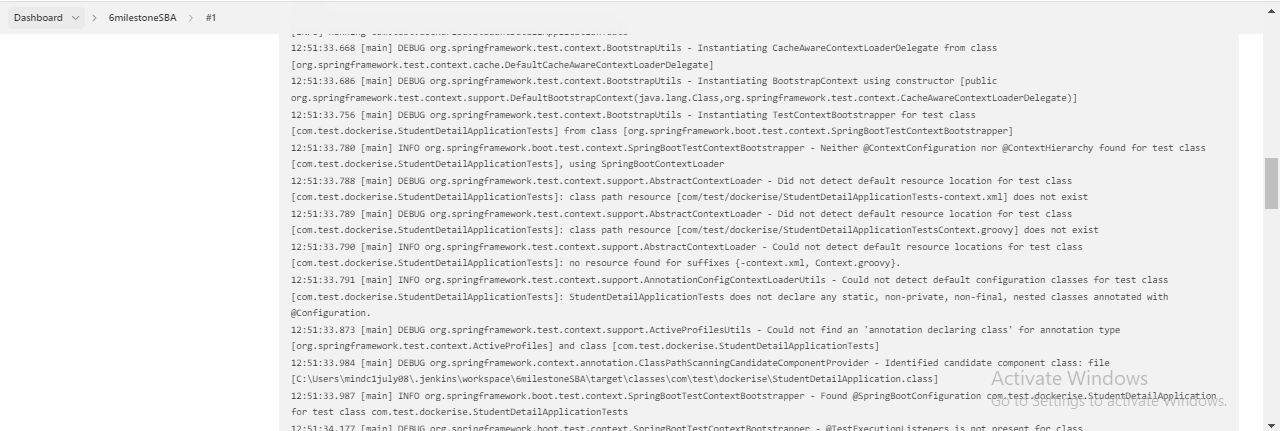 Dashboard 6milestoneSBA #1
12:51:33.668 [main] DEBUG org.springframework.test.context.BootstrapUtils - Instantiating CacheAwareContextLoaderDelegate from class
[org.springframework.test.context.cache.DefaultCacheAwareContextLoaderDelegate]
12:51:33.686 [main] DEBUG org.springframework.test.context.BootstrapUtils - Instantiating BootstrapContext using constructor [public
org.springframework.test.context.support.DefaultBootstrapContext(java.lang.Class,org.springframework.test.context.CacheAwareContextLoaderDelegate)]
12:51:33.756 [main] DEBUG org.springframework.test.context.BootstrapUtils - Instantiating TestContextBootstrapper for test class
[com.test.dockerise.StudentDetailApplicationTests] from class [org.springframework.boot.test.context.SpringBootTestContextBootstrapper]
12:51:33.780 [main] INFO org.springframework.boot.test.context.SpringBootTestContextBootstrapper - Neither @ContextConfiguration nor @ContextHierarchy found for test class
[com.test.dockerise.StudentDetailApplicationTests], using SpringBootContextLoader
12:51:33.788 [main] DEBUG org.springframework.test.context.support.AbstractContextLoader - Did not detect default resource location for test class
[com.test.dockerise.StudentDetailApplicationTests]: class path resource [com/test/dockerise/StudentDetailApplicationTests-context.xml] does not exist
12:51:33.789 [main] DEBUG org.springframework.test.context.support.AbstractContextLoader - Did not detect default resource location for test class
[com.test.dockerise.StudentDetailApplicationTests]: class path resource [com/test/dockerise/StudentDetailApplicationTestsContext.groovy] does not exist
12:51:33.790 [main] INFO org.springframework.test.context.support.AbstractContextLoader - Could not detect default resource locations for test class
[com.test.dockerise.StudentDetailApplicationTests]: no resource found for suffixes {-context.xml, Context.groovy}.
12:51:33.791 [main] INFO org.springframework.test.context.support.AnnotationConfigContextLoaderUtils - Could not detect default configuration classes for test class
[com.test.dockerise.StudentDetailApplicationTests]: StudentDetailApplicationTests does not declare any static, non-private, non-final, nested classes annotated with
@Configuration.
12:51:33.873 [main] DEBUG org.springframework.test.context.support.ActiveProfilesUtils - Could not find an 'annotation declaring class' for annotation type
[org.springframework.test.context.ActiveProfiles] and class [com.test.dockerise.StudentDetailApplicationTests]
12:51:33.984 [main] DEBUG org.springframework.context.annotation.ClassPathScanningCandidateComponentProvider - Identified candidate component class: file
[C:\Users\mindc1july08\.jenkins\workspace\6milestoneSBA\target\classes\com\test\dockerise\StudentDetailApplication.class]
12:51:33.987 [main] INFO org.springframework.boot.test.context.SpringBootTestContextBootstrapper - Found @SpringBootConfiguration com.test.dockerise.StudentDetailApplication
for test class com.test.dockerise.StudentDetailApplicationTests
12:51:34.177 [main] DEBUG org.springframework.boot.test.context.SpringBootTestContextBootstrapper - @TestExecutionListeners is not present for class
Activate Windows
Go to Settings to activate Windows.